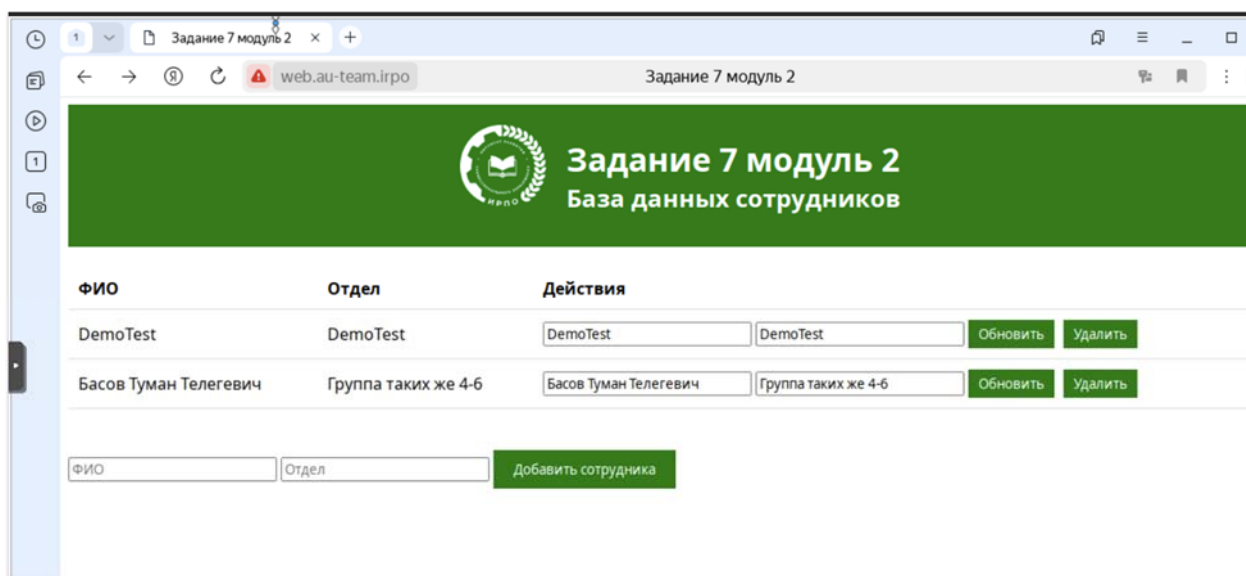 1 Задание 7 модуль 2
web.au-team.irpo Задание 7 модуль 2
1
ИРПО
Задание 7 модуль 2
База данных сотрудников
ФИО Отдел Действия
DemoTest DemoTest DemoTest DemoTest Обновить Удалить
Басов Туман Телегевич Группа таких же 4-6 Басов Туман Телегевич Группа таких же 4-6 Обновить Удалить
ФИО Отдел Добавить сотрудника